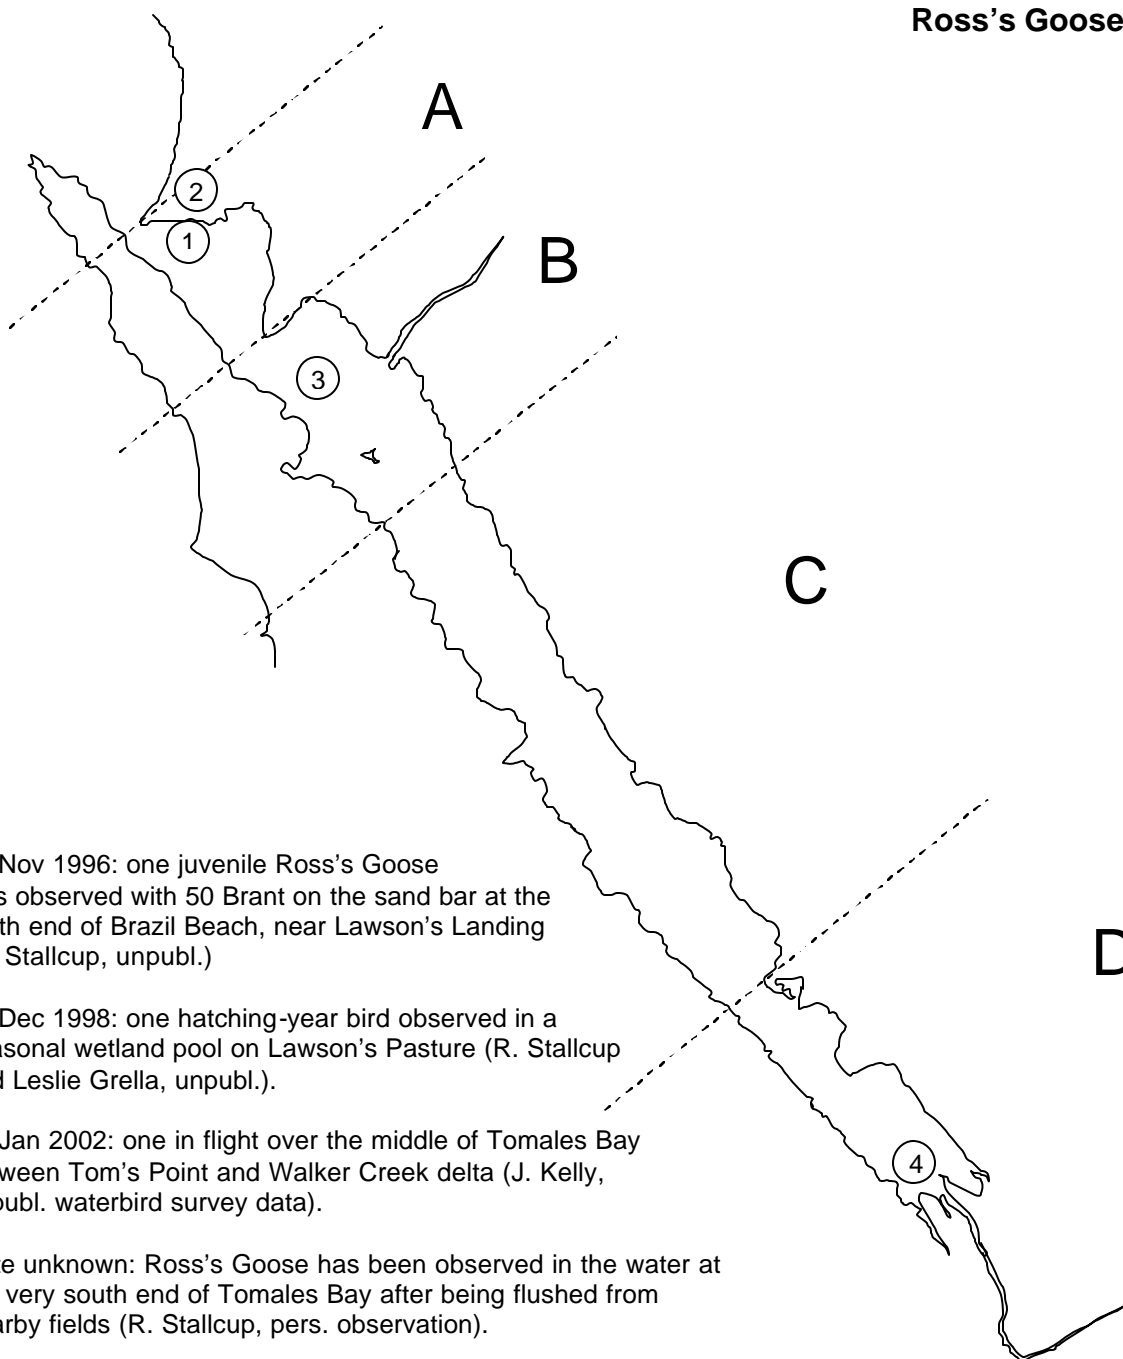 Ross's Goose
A
2
1
B
3
C
Nov 1996: one juvenile Ross's Goose
s observed with 50 Brant on the sand bar at the
th end of Brazil Beach, near Lawson's Landing
Stallcup, unpubl.)
D
Dec 1998: one hatching-year bird observed in a
asonal wetland pool on Lawson's Pasture (R. Stallcup
d Leslie Grella, unpubl.).
Jan 2002: one in flight over the middle of Tomales Bay
ween Tom's Point and Walker Creek delta (J. Kelly,
publ. waterbird survey data).
4
te unknown: Ross's Goose has been observed in the water at
very south end of Tomales Bay after being flushed from
arby fields (R. Stallcup, pers. observation).